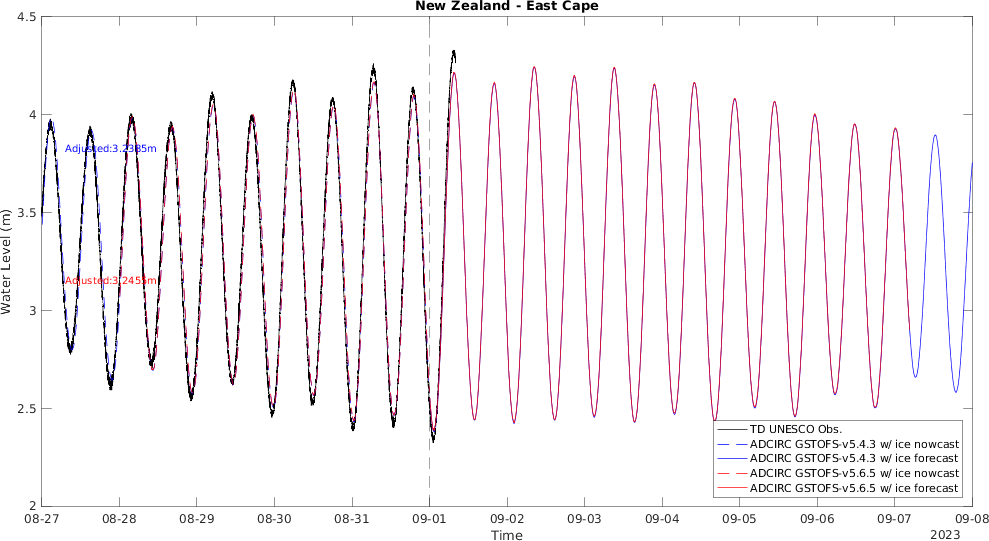 New Zealand - East Cape
4.5
4
3.5
3
2.5
2
Water Level (m)
Adjusted:3.2385m
Adjusted:3.2455m
TD UNESCO Obs.
ADCIRC GSTOFS-v5.4.3 w/ ice nowcast
ADCIRC GSTOFS-v5.4.3 w/ ice forecast
ADCIRC GSTOFS-v5.6.5 w/ ice nowcast
ADCIRC GSTOFS-v5.6.5 w/ ice forecast
08-27 08-28 08-29 08-30 08-31 09-01 09-02 09-03 09-04 09-05 09-06 09-07 09-08
Time
2023